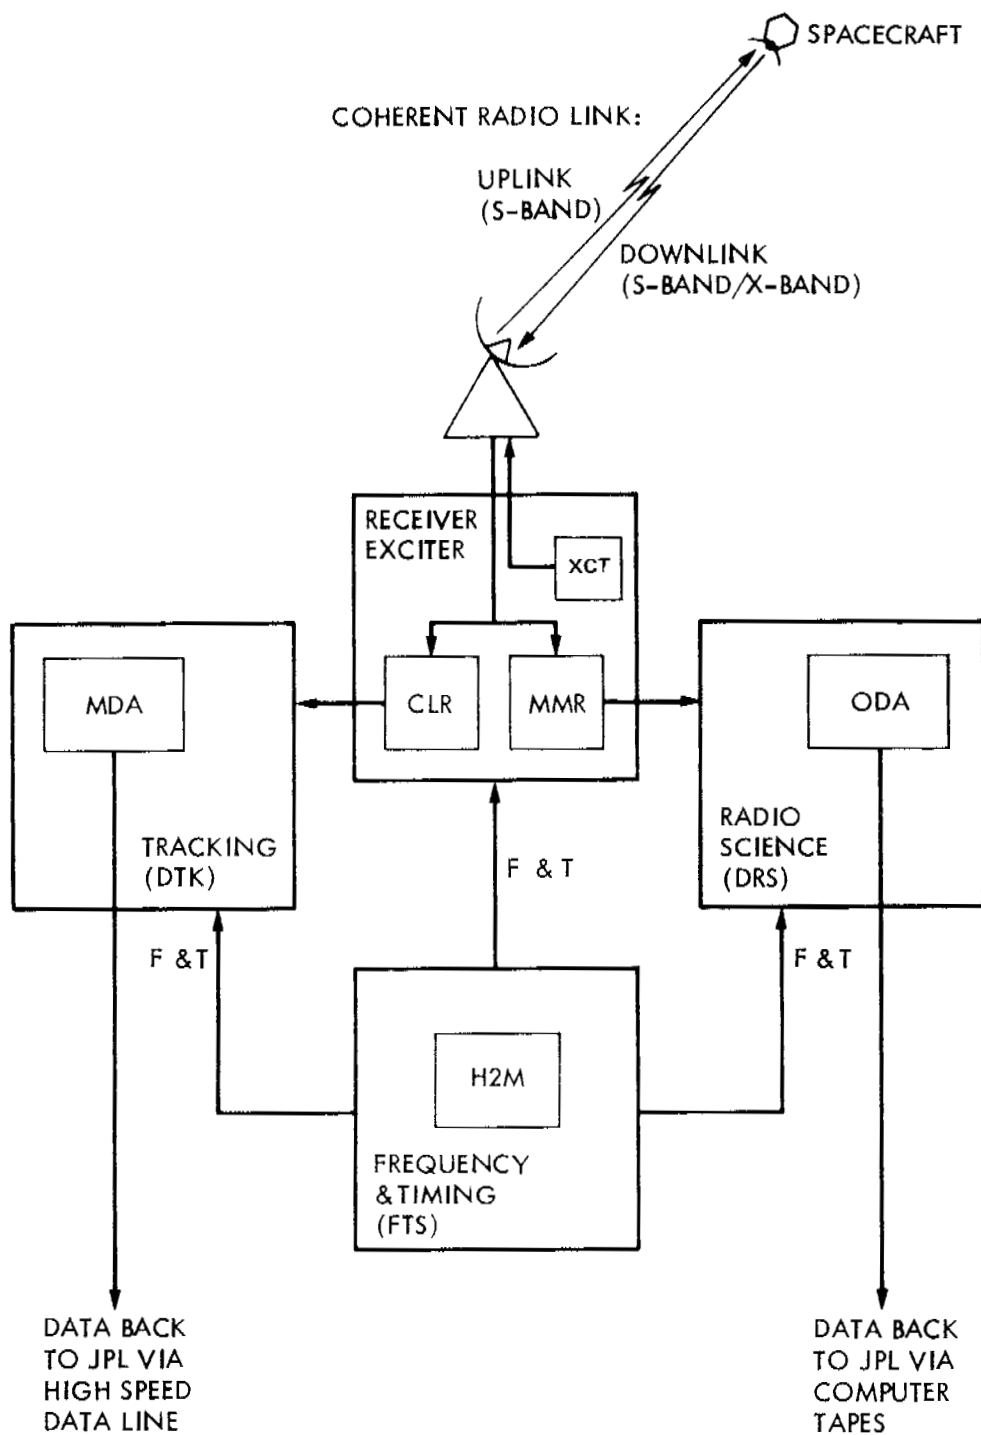 SPACECRAFT
COHERENT RADIO LINK:
UPLINK
(S-BAND)
DOWNLINK
(S-BAND/X-BAND)
RECEIVER
EXCITER
XCT
CLR
MMR
MDA
TRACKING
(DTK)
ODA
RADIO
SCIENCE
(DRS)
F & T
F & T
F & T
H2M
FREQUENCY
& TIMING
(FTS)
DATA BACK
TO JPL VIA
HIGH SPEED
DATA LINE
DATA BACK
TO JPL VIA
COMPUTER
TAPES